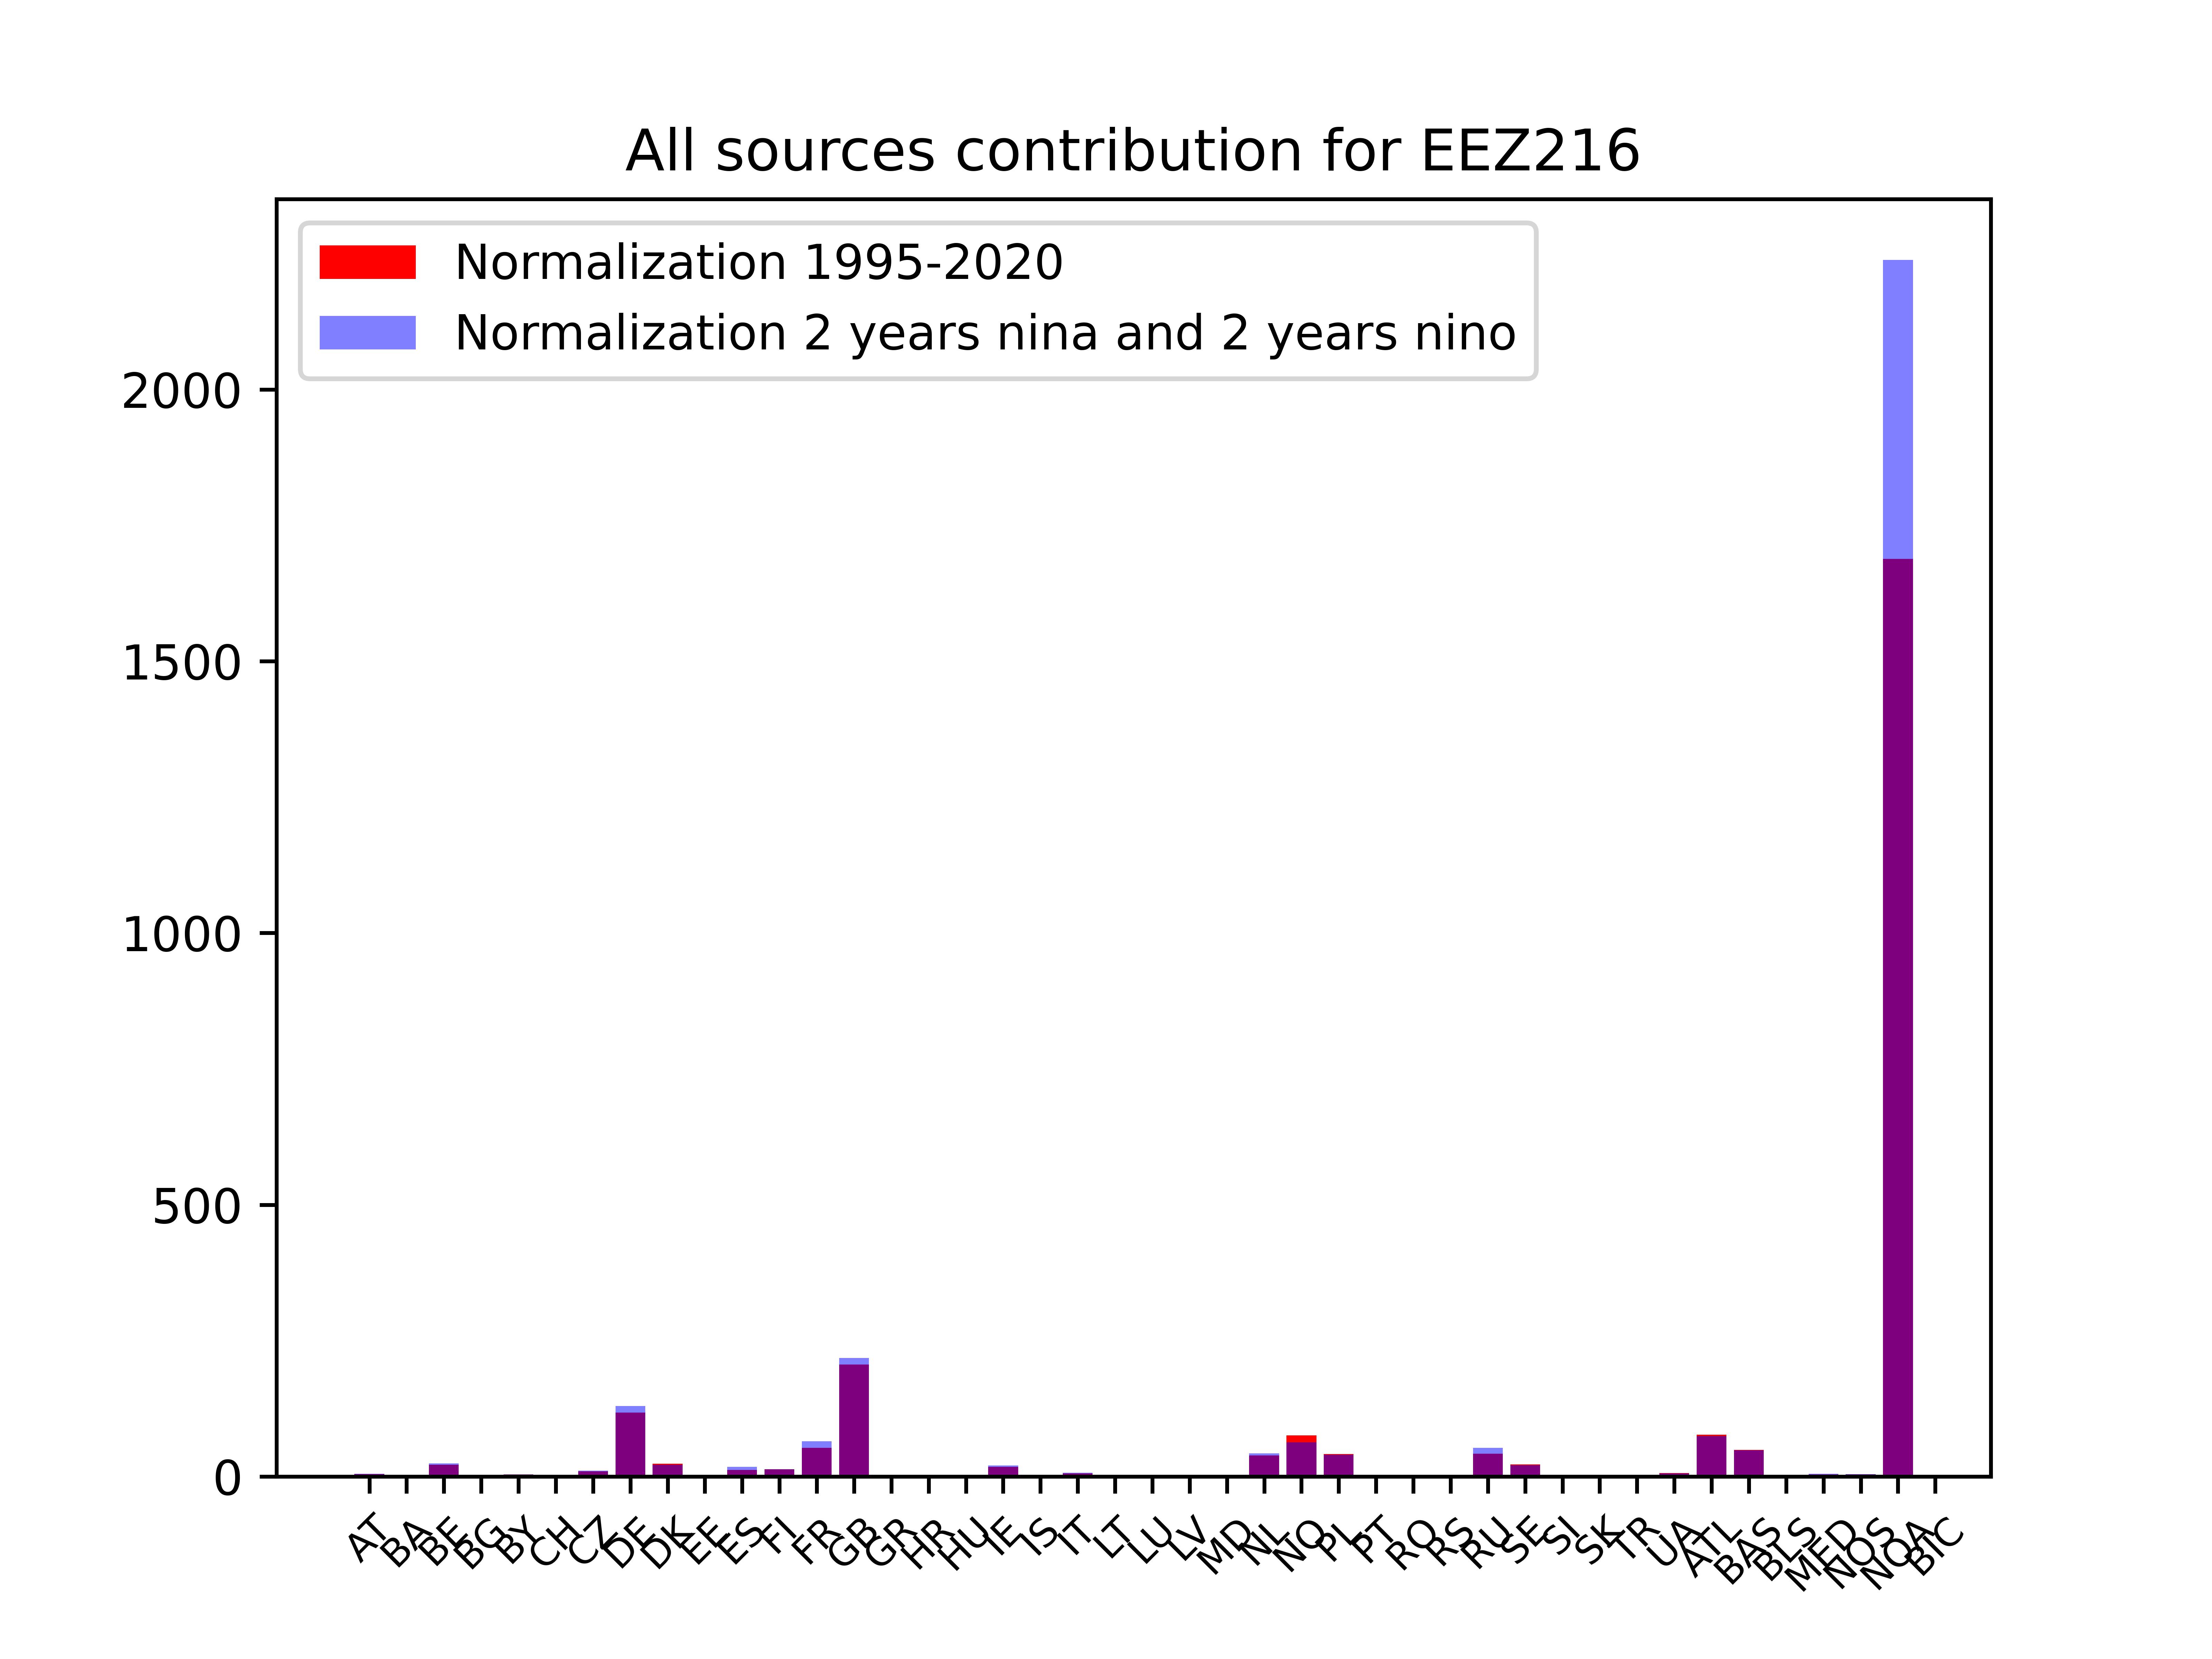 All sources contribution for EEZ216
Normalization 1995-2020
Normalization 2 years nina and 2 years nino
2000
1500
1000
500
0
AT
BA
BE
BG
BY
CH
CZ
DE
DK
EE
ES
FI
FR
GB
GR
HR
HU
IE
IS
IT
LT
LU
LV
MD
NL
NO
PL
PT
RO
RS
RU
SE
SI
SK
TR
UA
ATL
BAS
BLS
MED
NOS
NOA
BIC